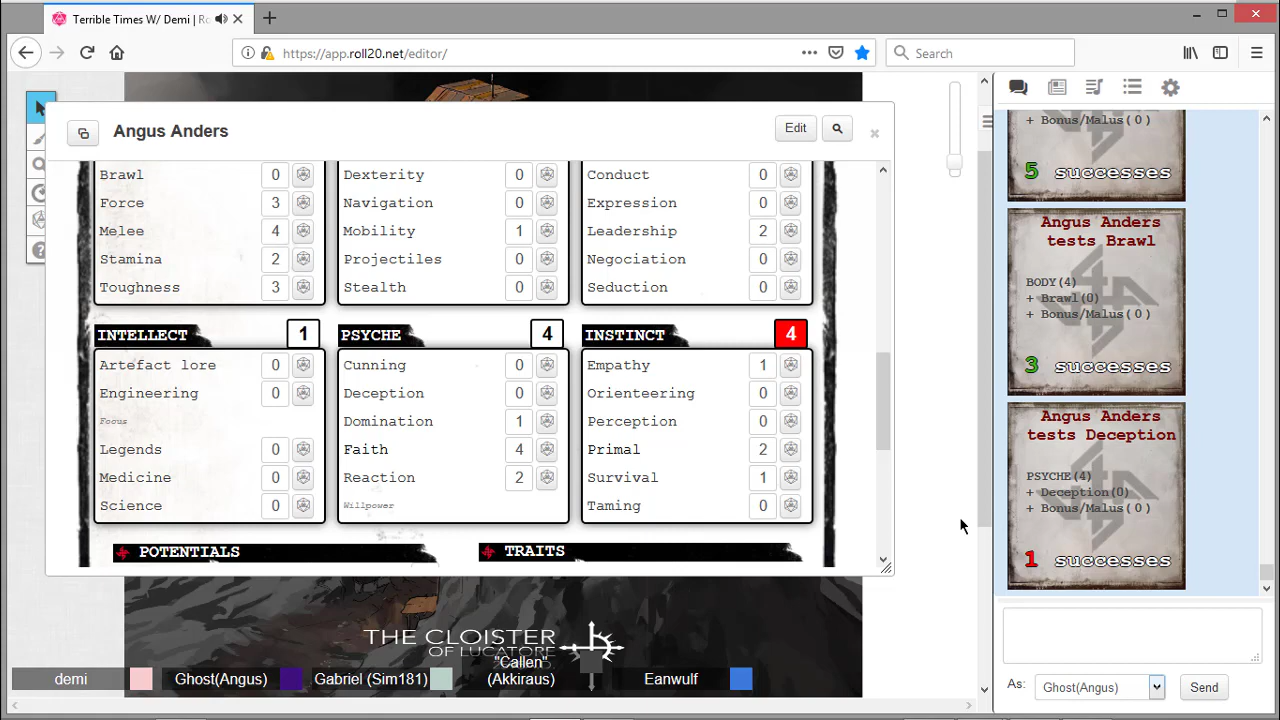 Terrible Times W/ Demi | Ro
https://app.roll20.net/editor/
Search
Angus Anders
Edit
Brawl 0
Force 3
Melee 4
Stamina 2
Toughness 3
Dexterity 0
Navigation 0
Mobility 1
Projectiles 0
Stealth 0
Conduct 0
Expression 0
Leadership 2
Negociation 0
Seduction 0
INTELLECT 1
Artefact lore 0
Engineering 0
Focus
Legends 0
Medicine 0
Science 0
PSYCHE 4
Cunning 0
Deception 0
Domination 1
Faith 4
Reaction 2
Willpower
INSTINCT 4
Empathy 1
Orienteering 0
Perception 0
Primal 2
Survival 1
Taming 0
POTENTIALS
TRAITS
THE CLOISTER
OF LUCATORE
demi
Ghost(Angus)
Gabriel (Sim181)
"Callen"
(Akkiraus)
Eanwulf
+ Bonus/Malus( 0 )
5 successes
Angus Anders
tests Brawl
BODY(4)
+ Brawl(0)
+ Bonus/Malus( 0 )
3 successes
Angus Anders
tests Deception
PSYCHE(4)
+ Deception(0)
+ Bonus/Malus( 0 )
1 successes
As: Ghost(Angus)
Send